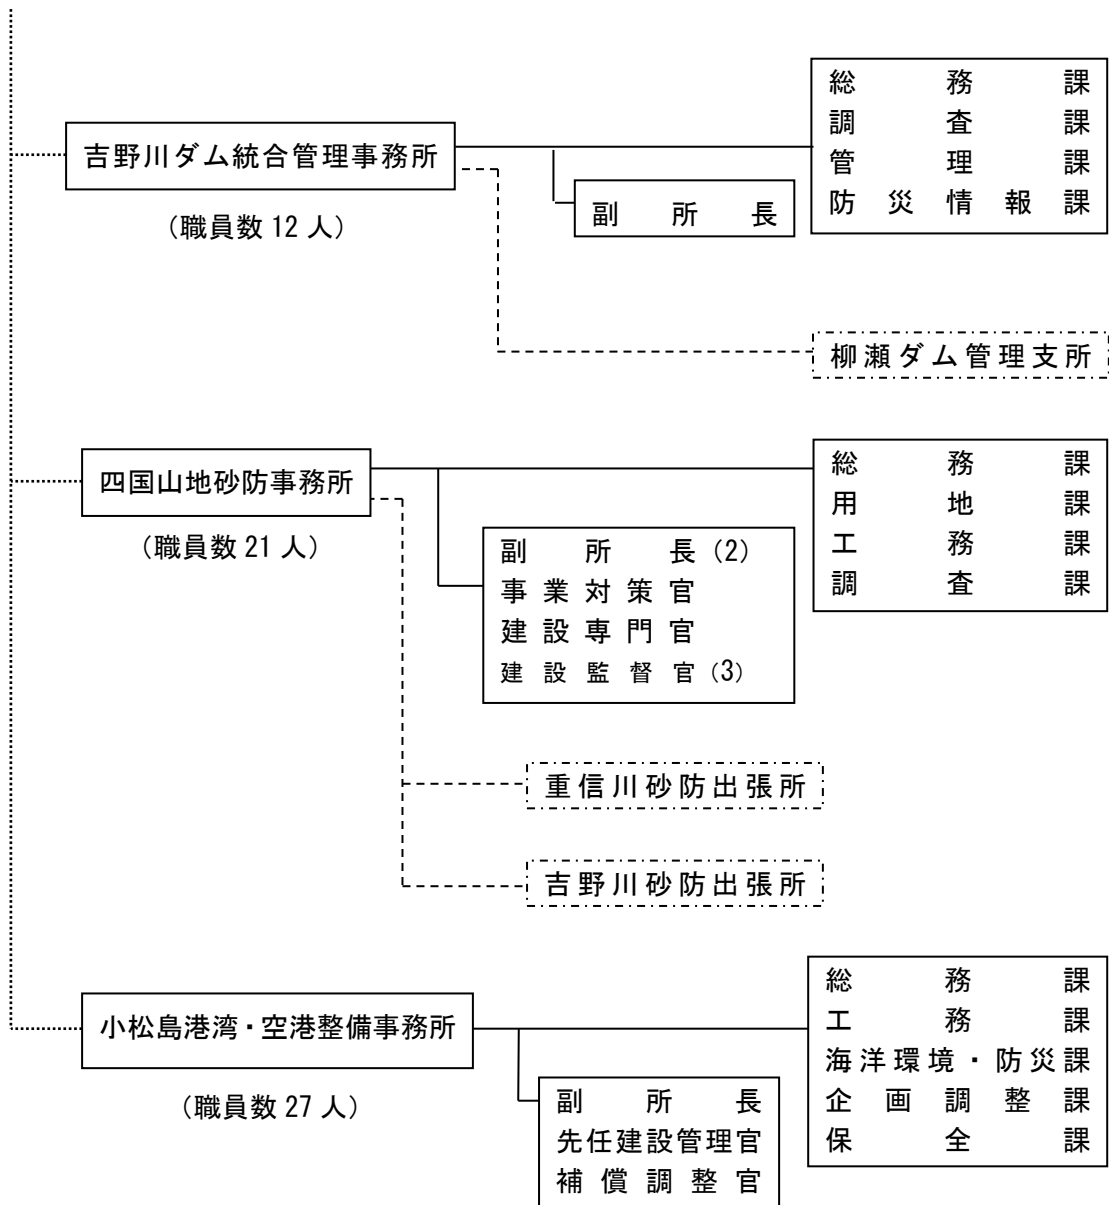 吉野川ダム統合管理事務所
(職員数 12 人)
副所長
総務課
調査課
管理課
防災情報課
柳瀬ダム管理支所
四国山地砂防事務所
(職員数 21 人)
副所長(2)
事業対策官
建設専門官
建設監督官(3)
総務課
用地課
工務課
調査課
重信川砂防出張所
吉野川砂防出張所
小松島港湾・空港整備事務所
(職員数 27 人)
副所長
先任建設管理官
補償調整官
総務課
工務課
海洋環境・防災課
企画調整課
保全課